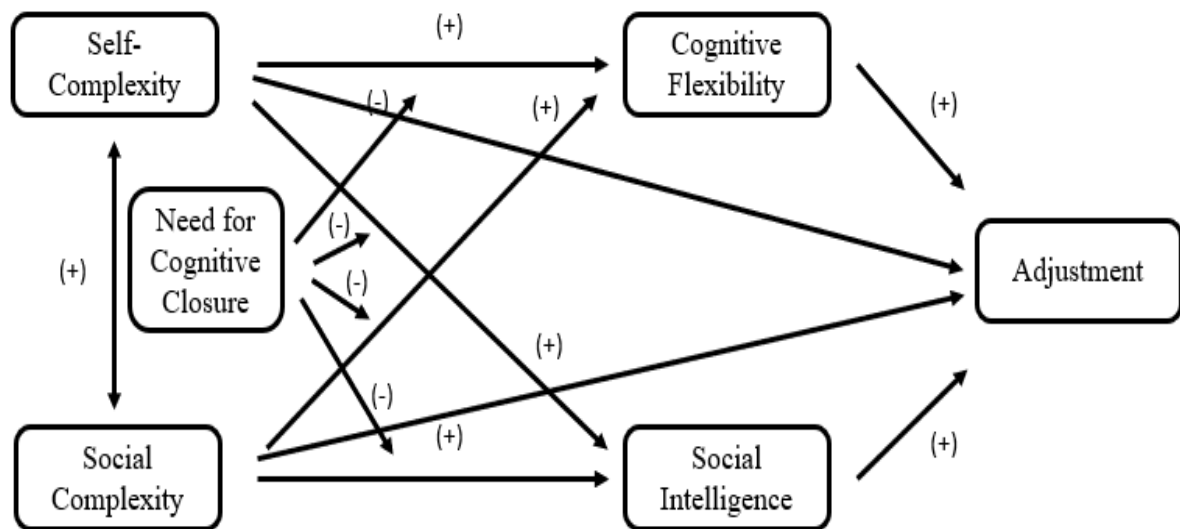 (+)
Self-
Complexity
Cognitive
Flexibility
(-)
(+)
(+)
Need for
Cognitive
Closure
(-)
(-)
(+)
Adjustment
(+)
(-)
(+)
(+)
Social
Complexity
Social
Intelligence